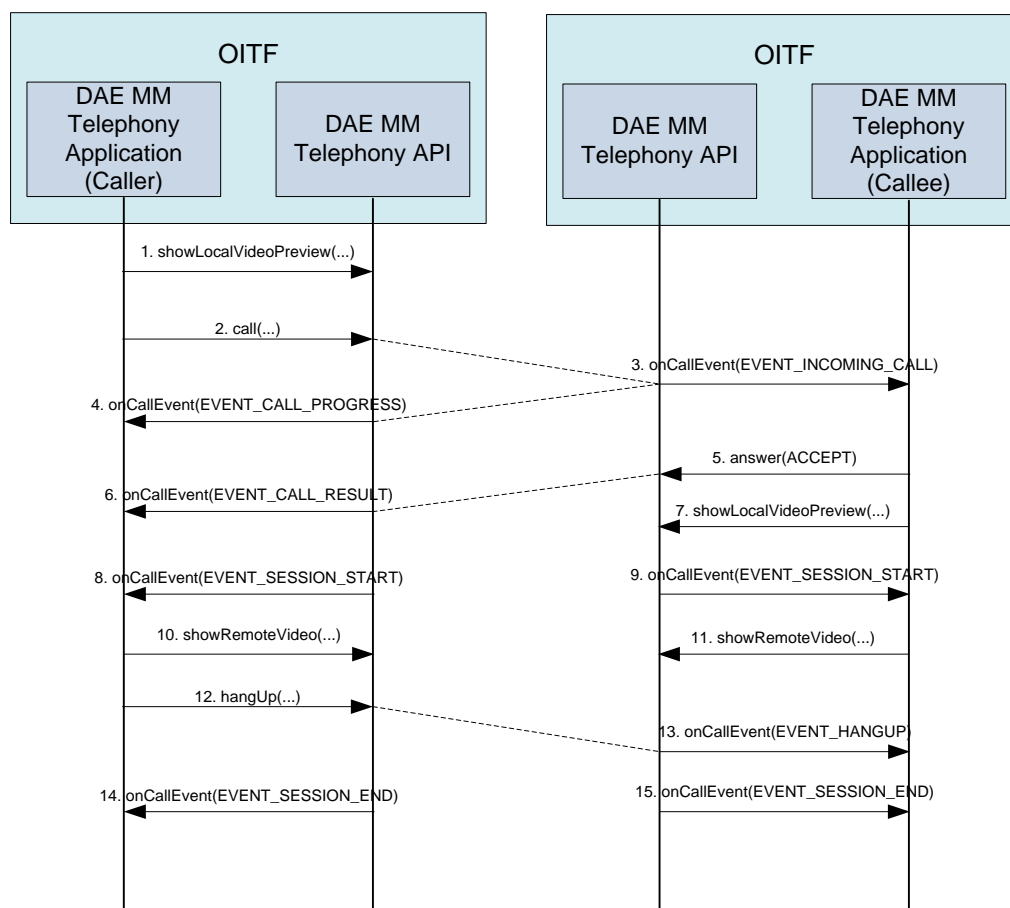 OITF
OITF
DAE MM
Telephony
Application
(Caller)
DAE MM
Telephony API
DAE MM
Telephony API
DAE MM
Telephony
Application
(Callee)
1. showLocalVideoPreview(...)
2. call(...)
3. onCallEvent(EVENT_INCOMING_CALL)
4. onCallEvent(EVENT_CALL_PROGRESS)
5. answer(ACCEPT)
6. onCallEvent(EVENT_CALL_RESULT)
7. showLocalVideoPreview(...)
8. onCallEvent(EVENT_SESSION_START)
9. onCallEvent(EVENT_SESSION_START)
10. showRemoteVideo(...)
11. showRemoteVideo(...)
12. hangUp(...)
13. onCallEvent(EVENT_HANGUP)
14. onCallEvent(EVENT_SESSION_END)
15. onCallEvent(EVENT_SESSION_END)